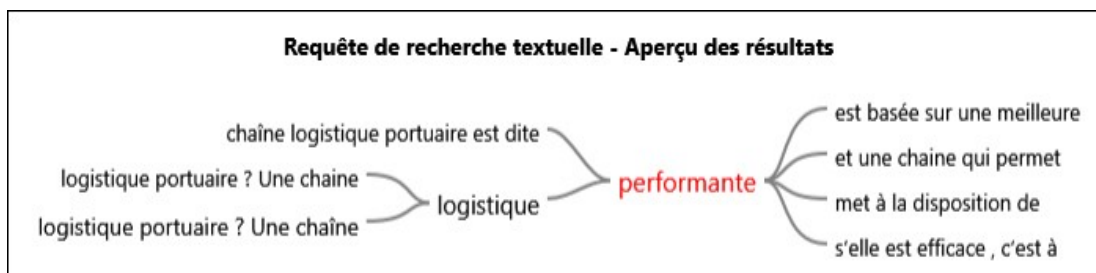 Requête de recherche textuelle - Aperçu des résultats
chaîne logistique portuaire est dite
logistique portuaire ? Une chaine
logistique portuaire ? Une chaîne
logistique
performante
est basée sur une meilleure
et une chaine qui permet
met à la disposition de
s'elle est efficace , c'est à